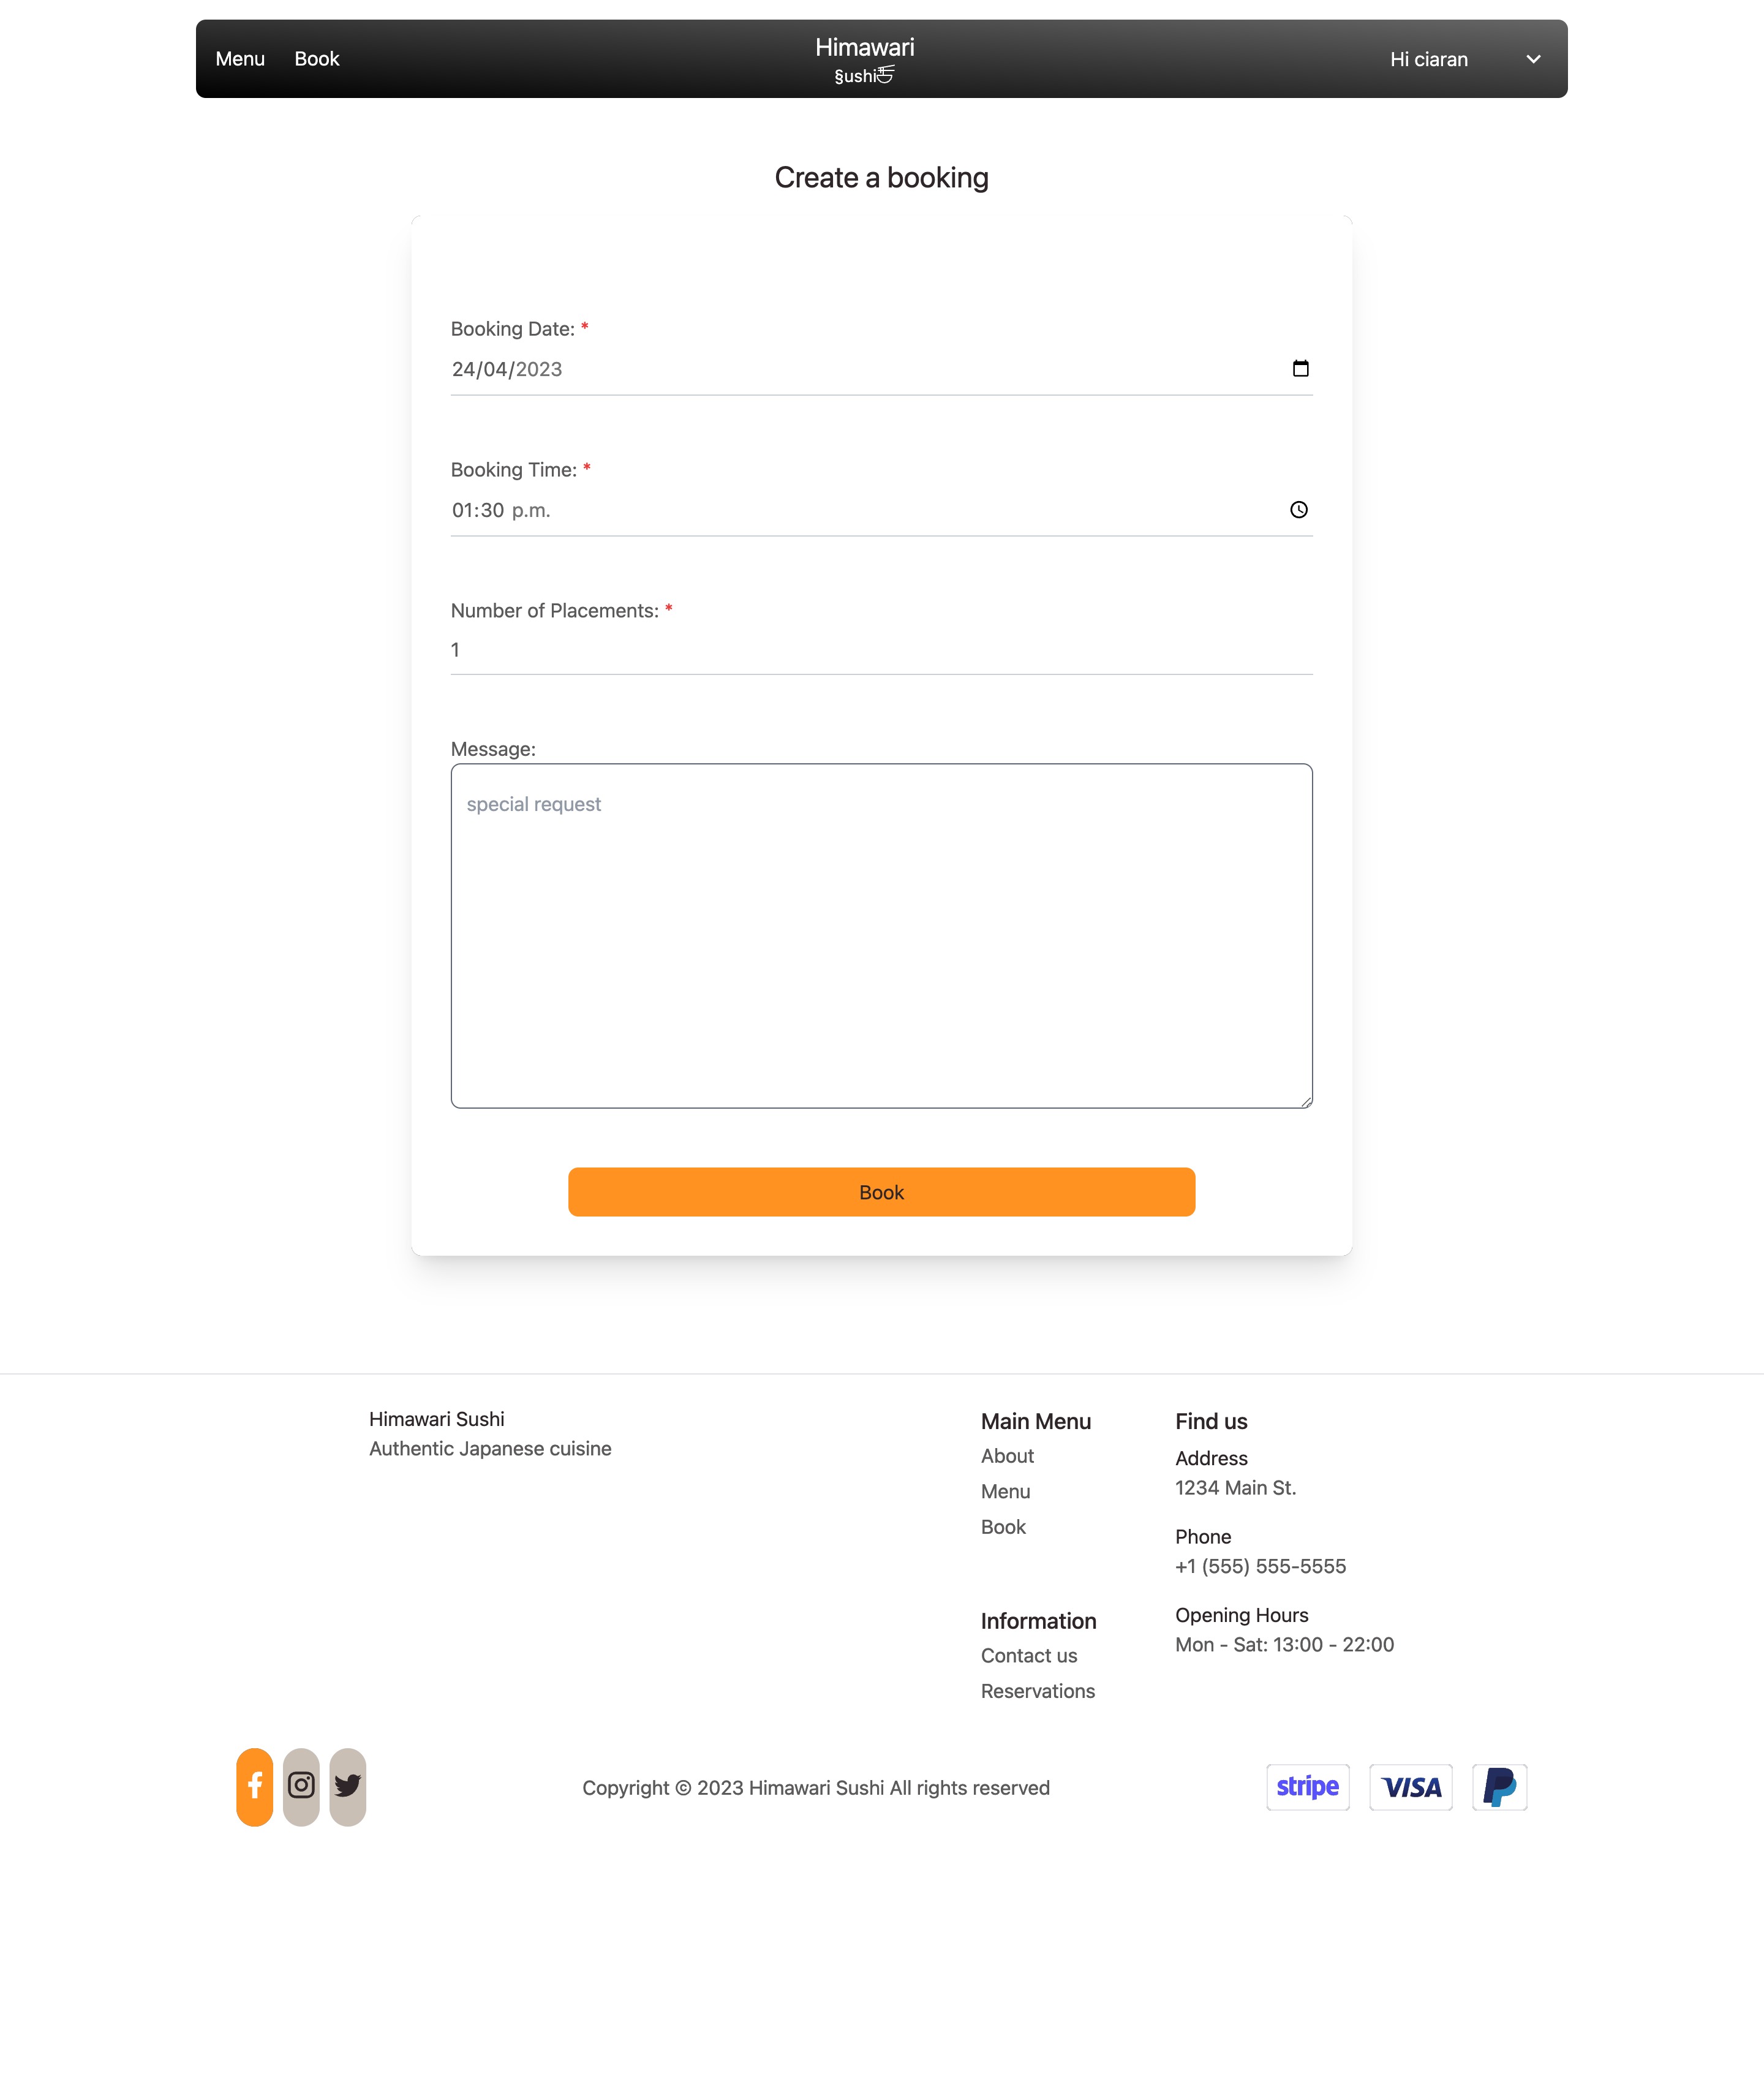 Menu Book
Himawari
§ushi
Hi ciaran
Create a booking
Booking Date: *
24/04/2023
Booking Time: *
01:30 p.m.
Number of Placements: *
1
Message:
special request
Book
Himawari Sushi
Authentic Japanese cuisine
Main Menu
About
Menu
Book
Information
Contact us
Reservations
Find us
Address
1234 Main St.
Phone
+1 (555) 555-5555
Opening Hours
Mon - Sat: 13:00 - 22:00
Copyright © 2023 Himawari Sushi All rights reserved
stripe
VISA